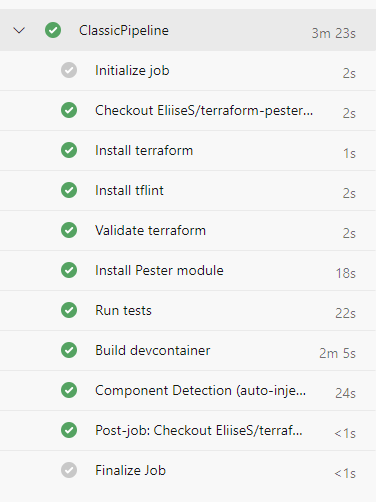 ClassicPipeline 3m 23s
Initialize job 2s
Checkout EliiseS/terraform-pester... 2s
Install terraform 1s
Install tflint 2s
Validate terraform 2s
Install Pester module 18s
Run tests 22s
Build devcontainer 2m 5s
Component Detection (auto-inje... 24s
Post-job: Checkout EliiseS/terraf... <1s
Finalize Job <1s